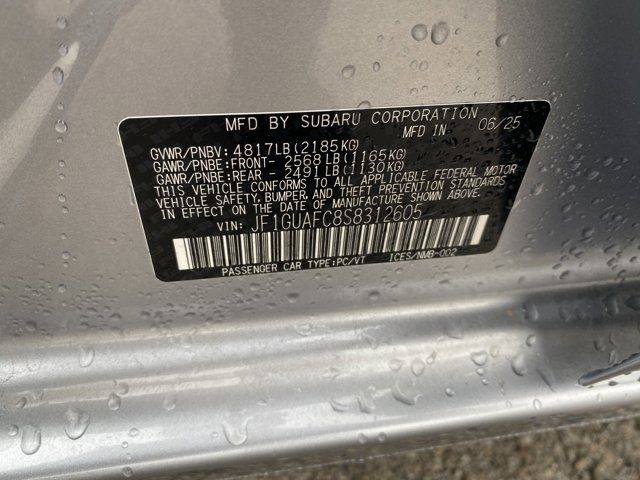 MFD BY SUBARU CORPORATION
MFD IN 06/25
GVWR/PNBV: 4817LB(2185KG)
GAWR/PNBE:FRONT- 2568LB(1165KG)
GAWR/PNBE:REAR - 2491LB(1130KG)
THIS VEHICLE CONFORMS TO ALL APPLICABLE FEDERAL MOTOR
VEHICLE SAFETY, BUMPER, AND THEFT PREVENTION STANDARDS
IN EFFECT ON THE DATE OF MANUFACTURE SHOWN ABOVE.
VIN: JF1GUAFC8S8312605
PASSENGER CAR TYPE:PC/VT ICES/NMB-002